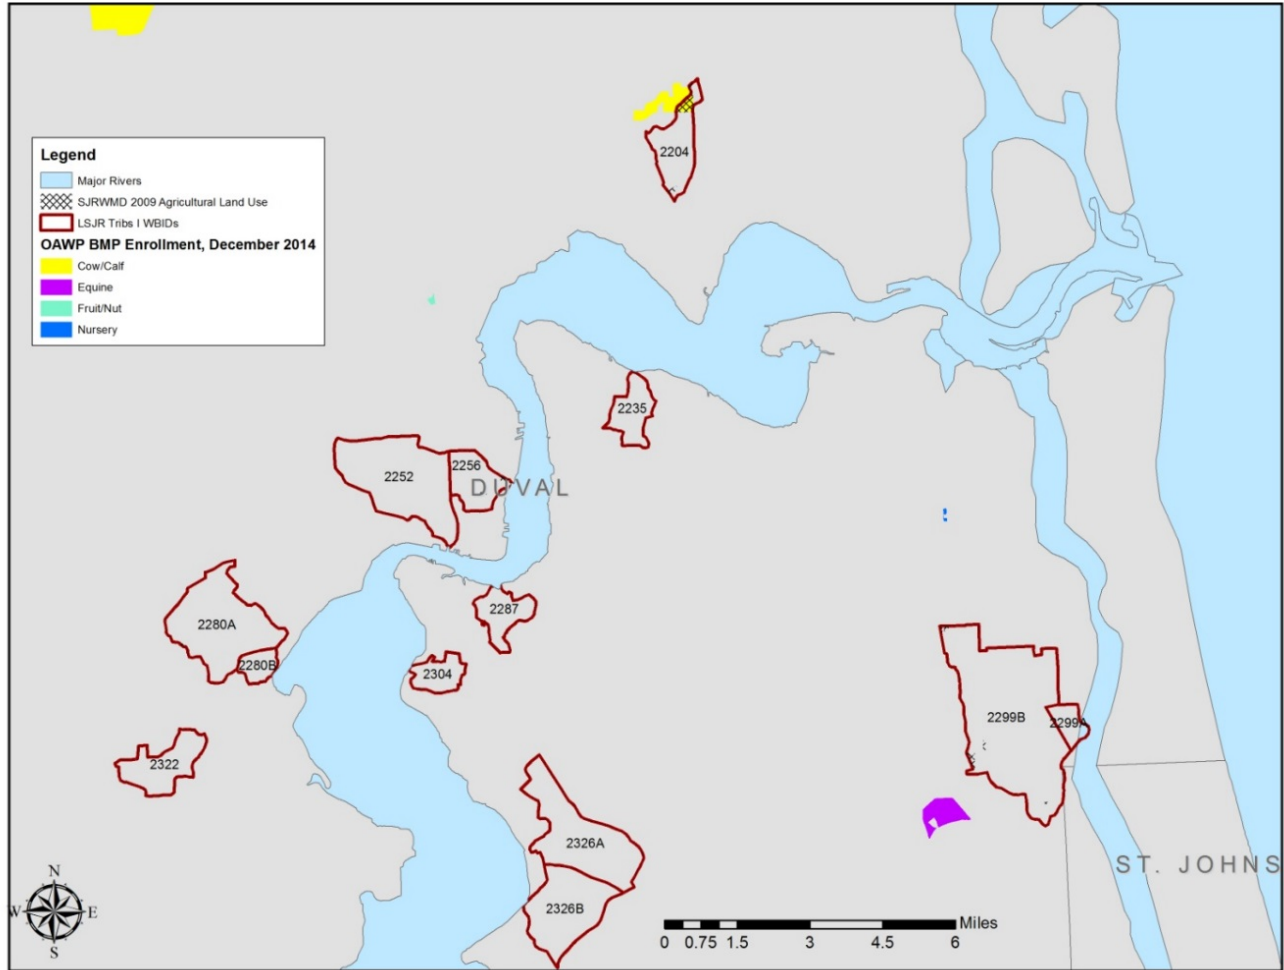 Legend
Major Rivers
SJRWMD 2009 Agricultural Land Use
LSJR Tribs I WBIDs
OAWP BMP Enrollment, December 2014
Cow/Calf
Equine
Fruit/Nut
Nursery
2204
2235
2252
2256
DUVAL
2280A
2280B
2287
2304
2299B
2299A
2322
2326A
2326B
ST. JOHNS
N
W E
S
Miles
0 0.75 1.5 3 4.5 6